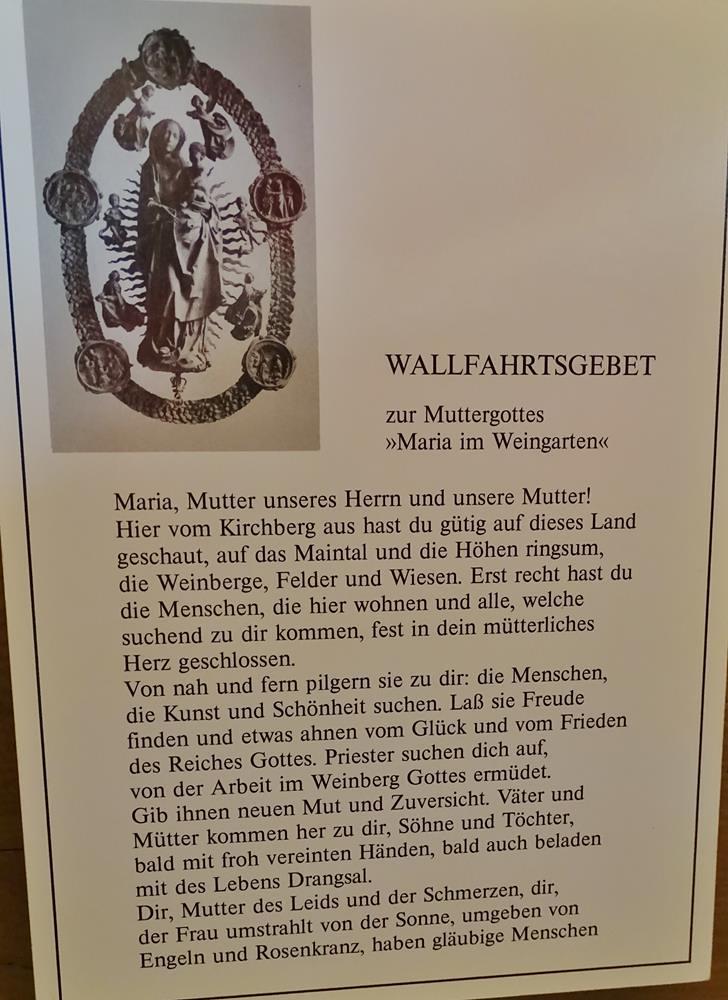 WALLFAHRTSGEBET
zur Muttergottes
»Maria im Weingarten«
Maria, Mutter unseres Herrn und unsere Mutter!
Hier vom Kirchberg aus hast du gütig auf dieses Land
geschaut, auf das Maintal und die Höhen ringsum,
die Weinberge, Felder und Wiesen. Erst recht hast du
die Menschen, die hier wohnen und alle, welche
suchend zu dir kommen, fest in dein mütterliches
Herz geschlossen.
Von nah und fern pilgern sie zu dir: die Menschen,
die Kunst und Schönheit suchen. Laß sie Freude
finden und etwas ahnen vom Glück und vom Frieden
des Reiches Gottes. Priester suchen dich auf,
von der Arbeit im Weinberg Gottes ermüdet.
Gib ihnen neuen Mut und Zuversicht. Väter und
Mütter kommen her zu dir, Söhne und Töchter,
bald mit froh vereinten Händen, bald auch beladen
mit des Lebens Drangsal.
Dir, Mutter des Leids und der Schmerzen, dir,
der Frau umstrahlt von der Sonne, umgeben von
Engeln und Rosenkranz, haben gläubige Menschen